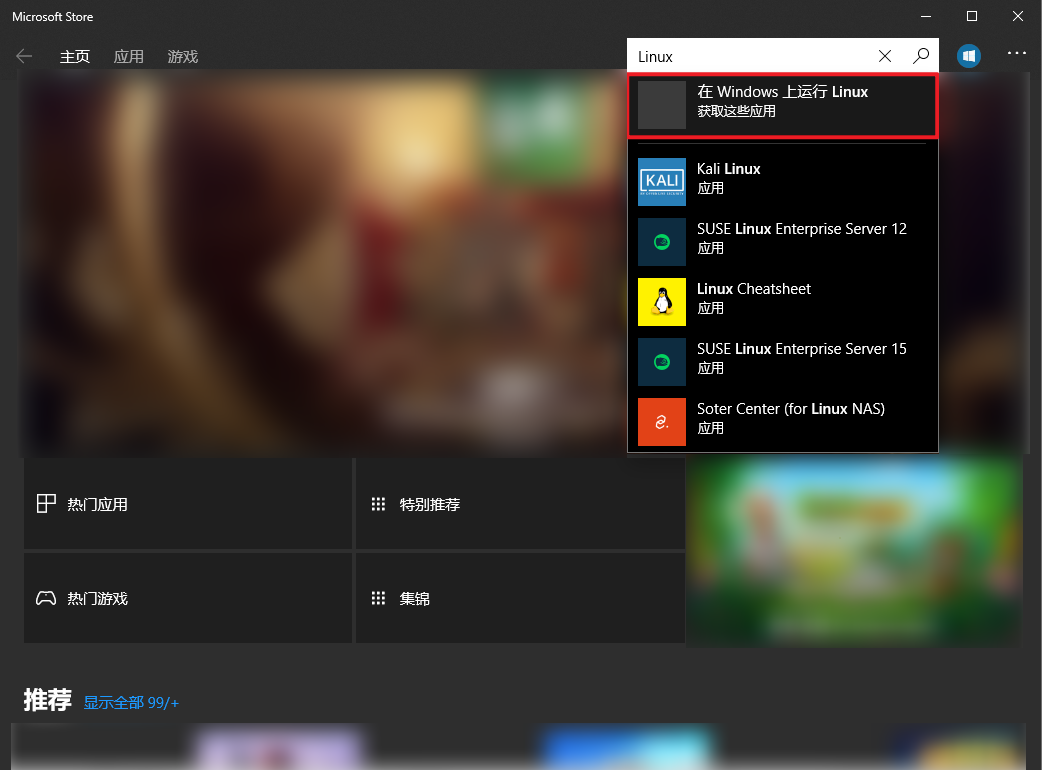 Microsoft Store
主页 应用 游戏
Linux
在 Windows 上运行 Linux
获取这些应用
KALI
Kali Linux
应用
SUSE Linux Enterprise Server 12
应用
Linux Cheatsheet
应用
SUSE Linux Enterprise Server 15
应用
Soter Center (for Linux NAS)
应用
热门应用
特别推荐
热门游戏
集锦
推荐 显示全部 99/+